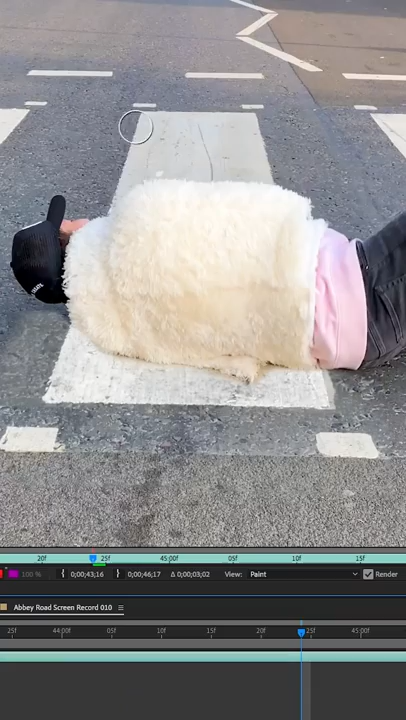 20f 25f 45:00f 05f 10f 15f
100 % { 0;00;43;16 } 0;00;46;17 Δ 0;00;03;02 View: Paint Render
Abbey Road Screen Record 010
25f 44:00f 05f 10f 15f 20f 25f 45:00f